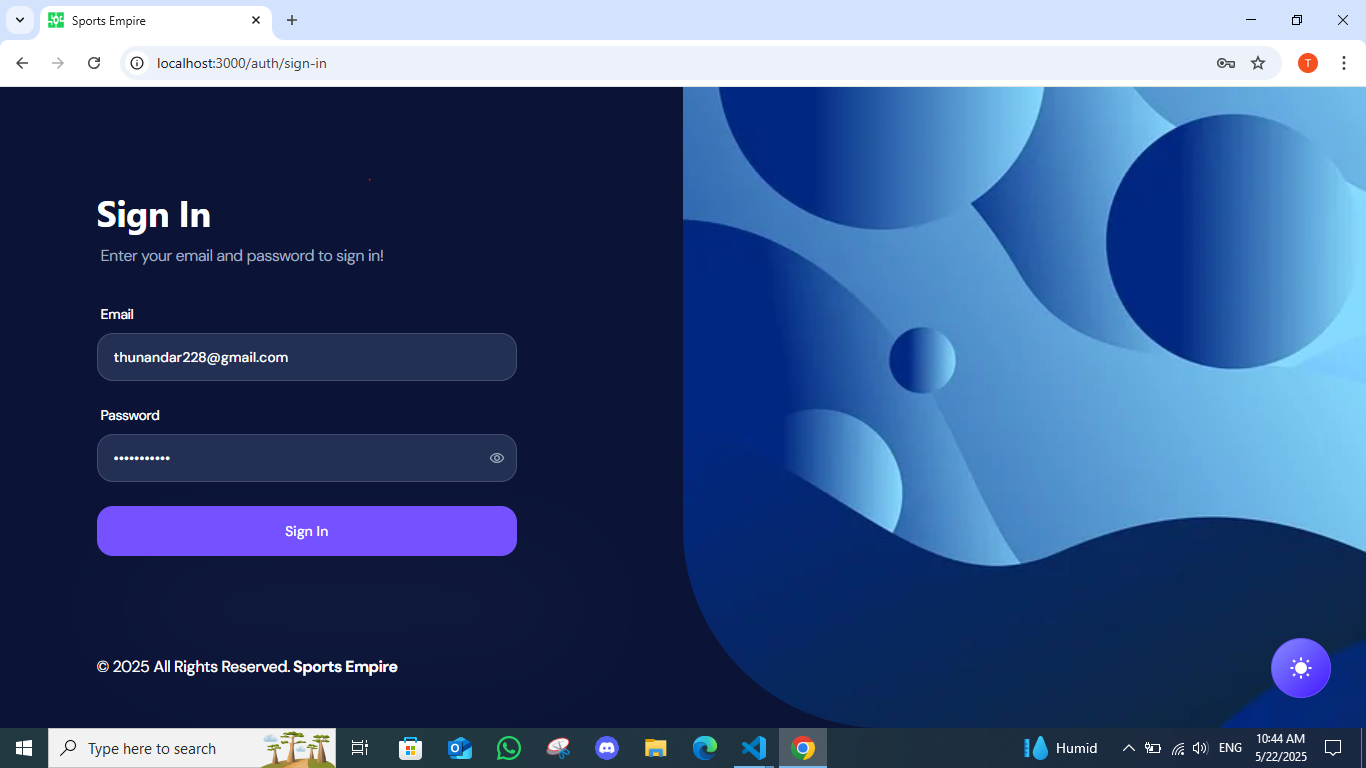 Sports Empire
localhost:3000/auth/sign-in
T
Sign In
Enter your email and password to sign in!
Email
thunandar228@gmail.com
Password
•••••••••••
Sign In
© 2025 All Rights Reserved. Sports Empire
Type here to search
Humid
ENG
10:44 AM
5/22/2025